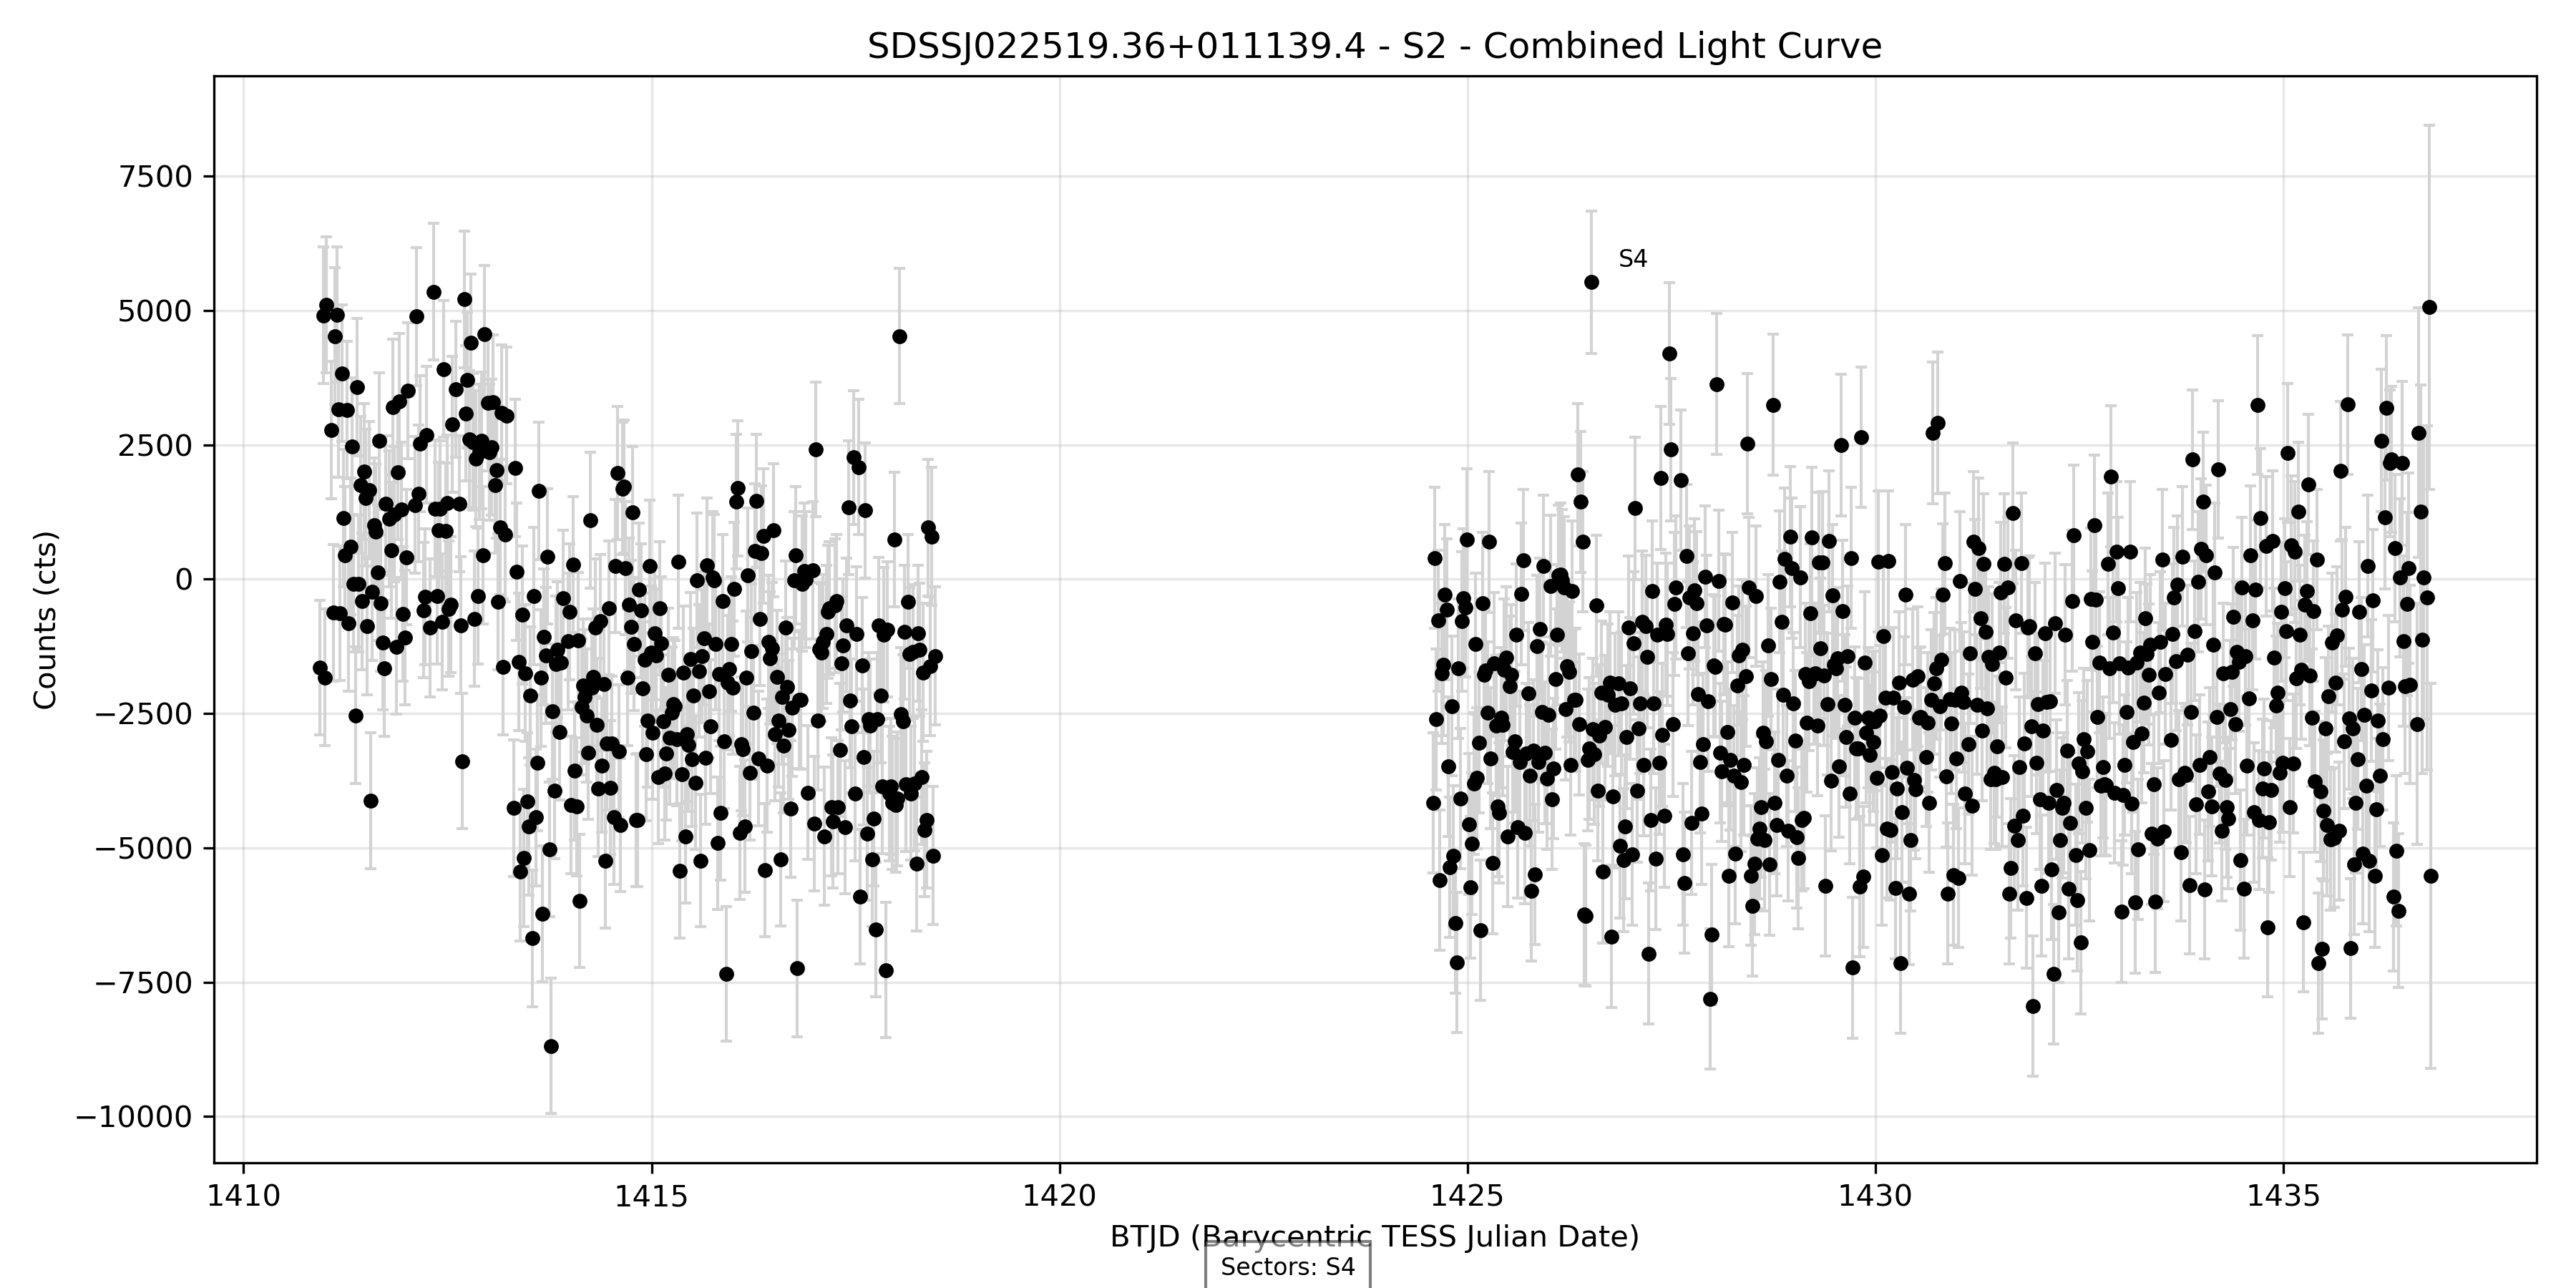 SDSSJ022519.36+011139.4 - S2 - Combined Light Curve
Counts (cts)
7500
5000
2500
0
−2500
−5000
−7500
−10000
S4
1410 1415 1420 1425 1430 1435
BTJD (Barycentric TESS Julian Date)
Sectors: S4